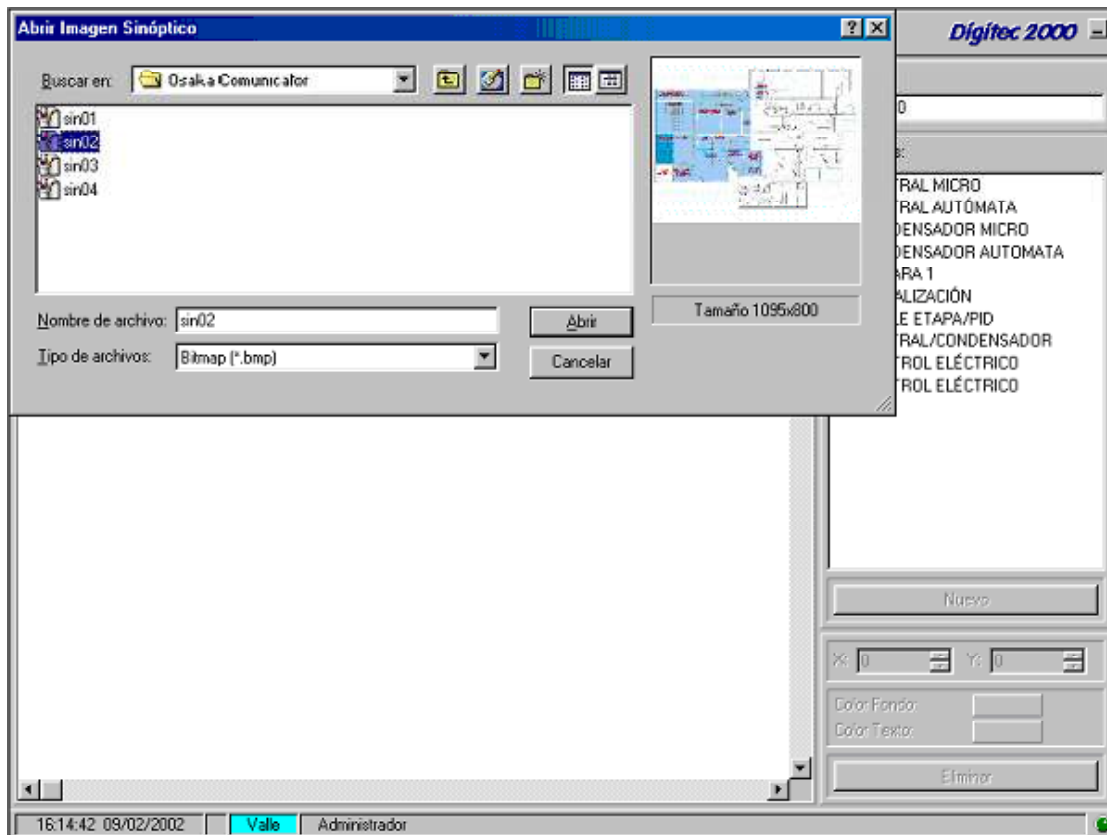 Abrir Imagen Sinóptico
Digitec 2000
Buscar en: Osaka Comunicator
sin01
sin02
sin03
sin04
Nombre de archivo: sin02
Abrir
Tipo de archivos: Bitmap (*.bmp)
Cancelar
Tamaño 1095x800
0
s:
TRAL MICRO
TRAL AUTÓMATA
DENSADOR MICRO
DENSADOR AUTOMATA
ARA 1
ALIZACIÓN
LE ETAPA/PID
TRAL/CONDENSADOR
TROL ELÉCTRICO
TROL ELÉCTRICO
Nuevo
X: 0 Y: 0
Color Fondo:
Color Texto:
Eliminar
16:14:42 09/02/2002 Valle Administrador